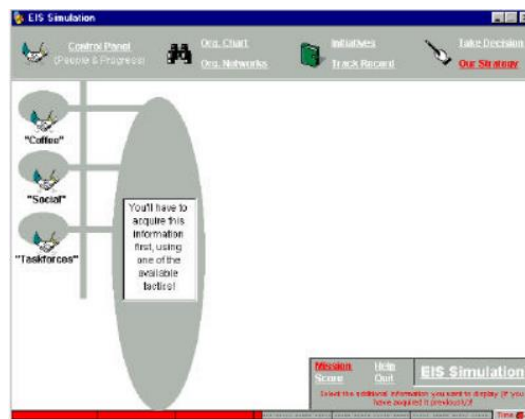 EIS Simulation
Control Panel
(People & Progress)
Org. Chart
Org. Networks
Initiatives
Track Record
Take Decision
Our Strategy
"Coffee"
"Social"
"Taskforces"
You'll have to
acquire this
information
first, using
one of the
available
tactics!
Mission
Score
Help
Quit
EIS Simulation
Select the additional information you want to display (if you
have acquired it previously)!
Time